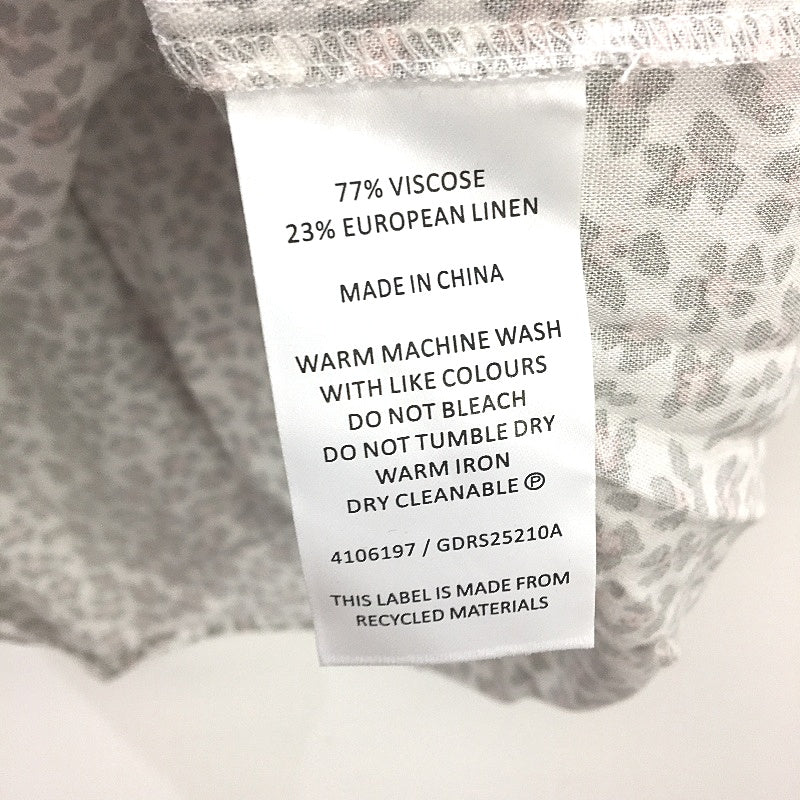 77% VISCOSE
23% EUROPEAN LINEN
MADE IN CHINA
WARM MACHINE WASH
WITH LIKE COLOURS
DO NOT BLEACH
DO NOT TUMBLE DRY
WARM IRON
DRY CLEANABLE Ⓟ
4106197 / GDRS25210A
THIS LABEL IS MADE FROM
RECYCLED MATERIALS